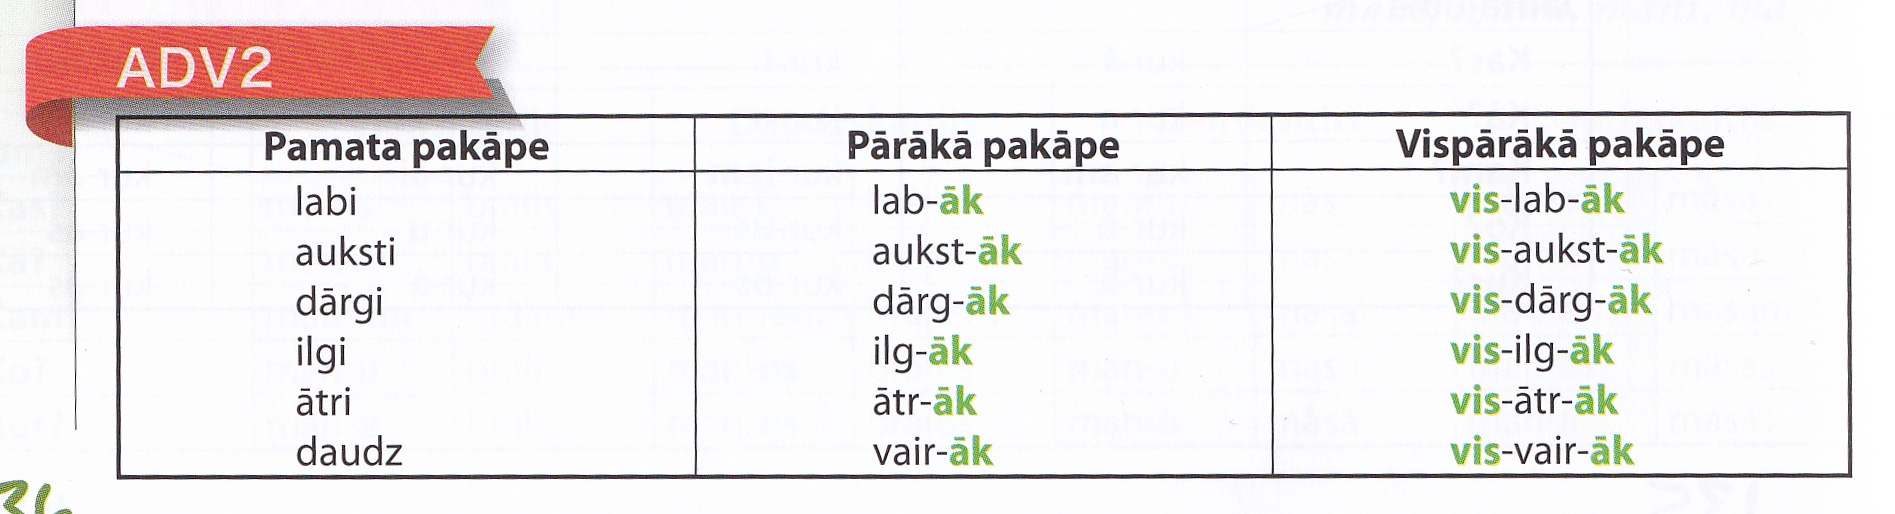 ADV2
Pamata pakāpe Pārākā pakāpe Vispārākā pakāpe
labi lab-āk vis-lab-āk
auksti aukst-āk vis-aukst-āk
dārgi dārg-āk vis-dārg-āk
ilgi ilg-āk vis-ilg-āk
ātri ātr-āk vis-ātr-āk
daudz vair-āk vis-vair-āk